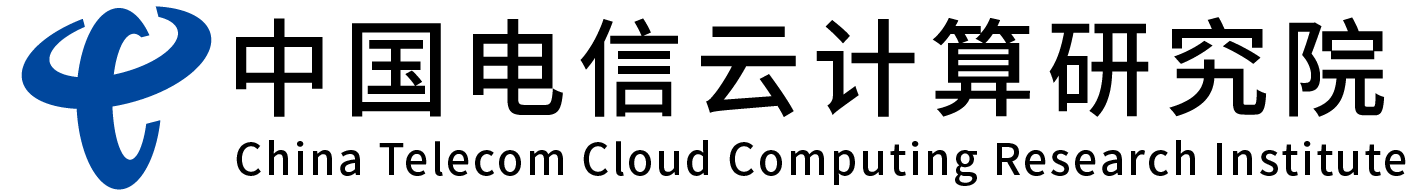 中国电信云计算研究院
China Telecom Cloud Computing Research Institute